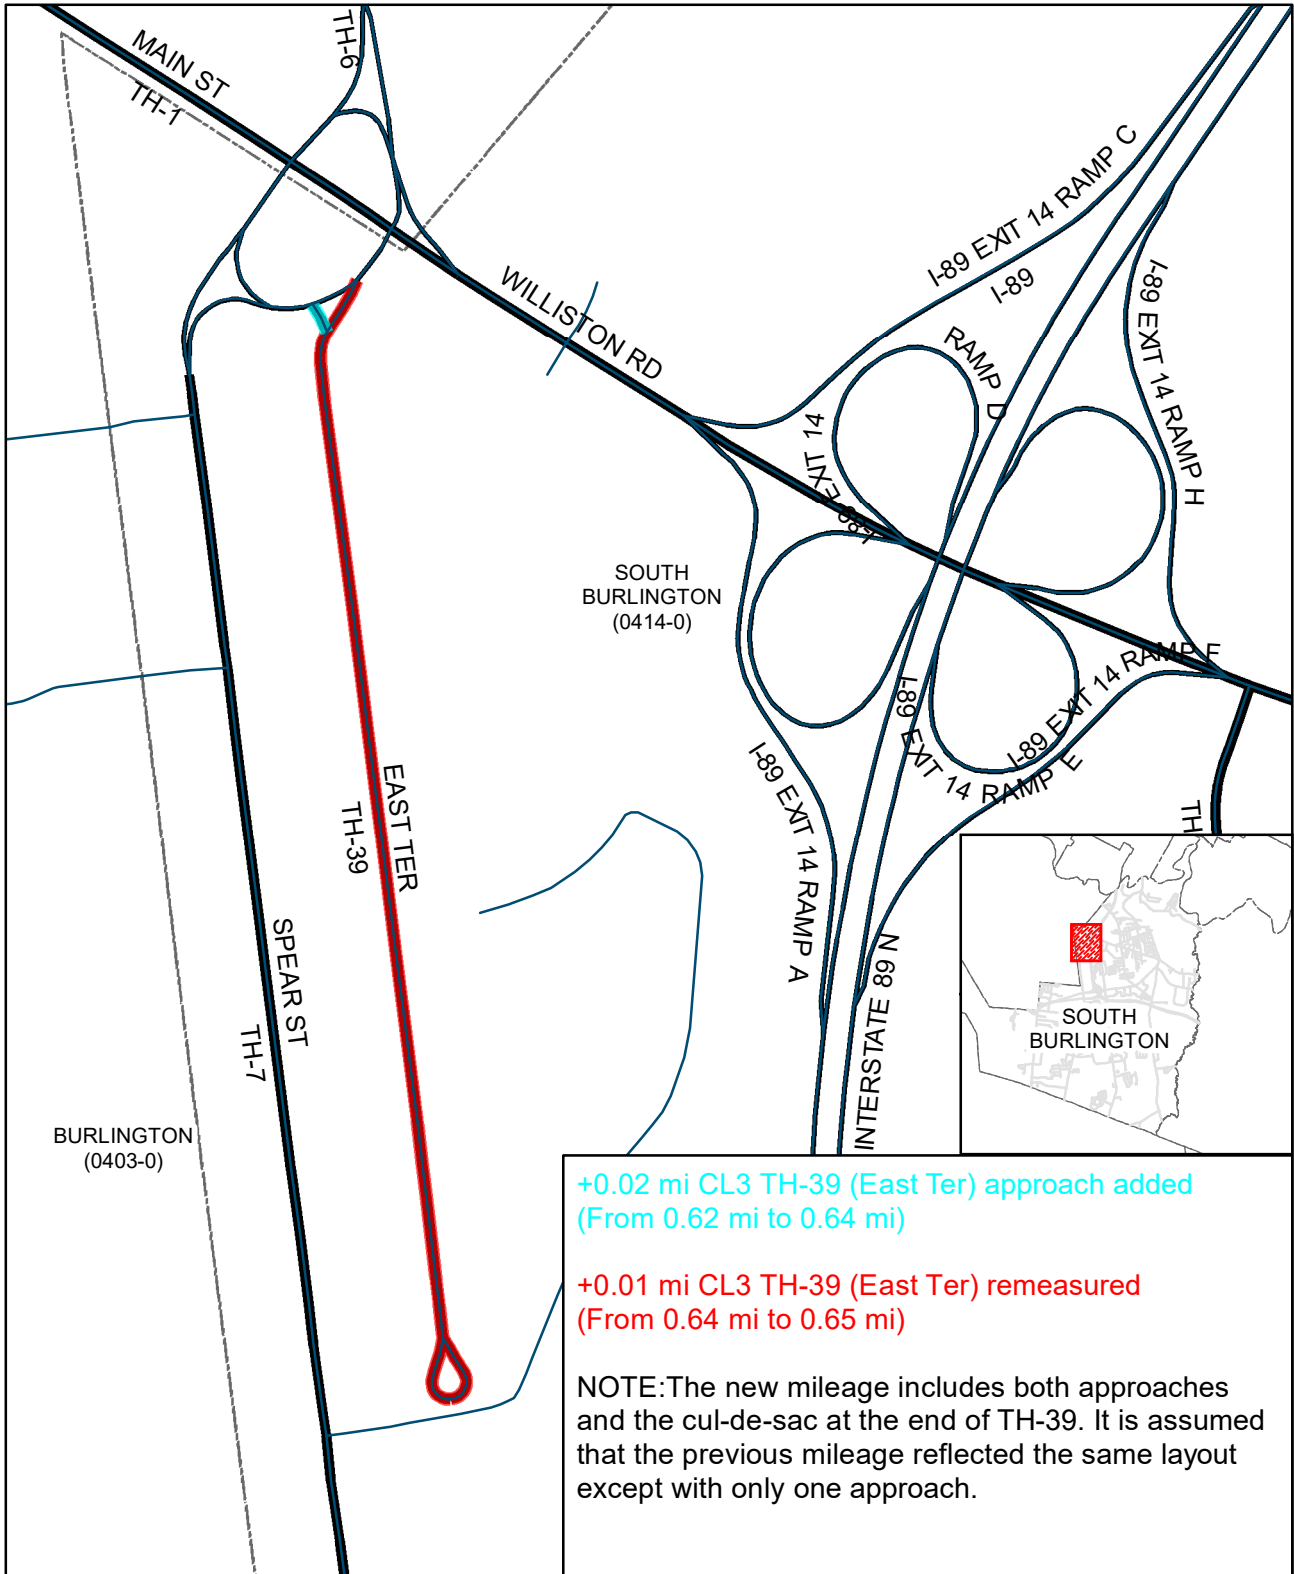 MAIN ST
TH-1
TH-6
WILLISTON RD
I-89 EXIT 14 RAMP C
I-89
RAMP D
I-89 EXIT 14
I-89 EXIT 14 RAMP H
SOUTH
BURLINGTON
(0414-0)
I-89 EXIT 14 RAMP F
I-89 EXIT 14 RAMP E
I-89 EXIT 14 RAMP A
EAST TER
TH-39
TH
SPEAR ST
TH-7
INTERSTATE 89 N
BURLINGTON
(0403-0)
SOUTH
BURLINGTON
+0.02 mi CL3 TH-39 (East Ter) approach added
(From 0.62 mi to 0.64 mi)
+0.01 mi CL3 TH-39 (East Ter) remeasured
(From 0.64 mi to 0.65 mi)
NOTE:The new mileage includes both approaches
and the cul-de-sac at the end of TH-39. It is assumed
that the previous mileage reflected the same layout
except with only one approach.